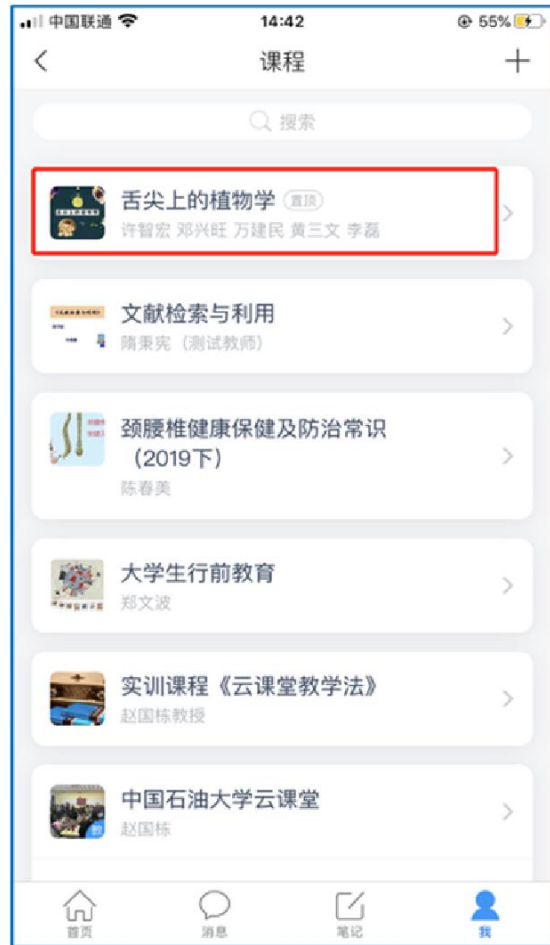 中国联通
14:42
55%
课程
搜索
舌尖上的植物学 置顶
许智宏 邓兴旺 万建民 黄三文 李磊
文献检索与利用
隋秉宪（测试教师）
颈腰椎健康保健及防治常识
（2019下）
陈春美
大学生行前教育
郑文波
实训课程《云课堂教学法》
赵国栋教授
中国石油大学云课堂
赵国栋
首页
消息
笔记
我